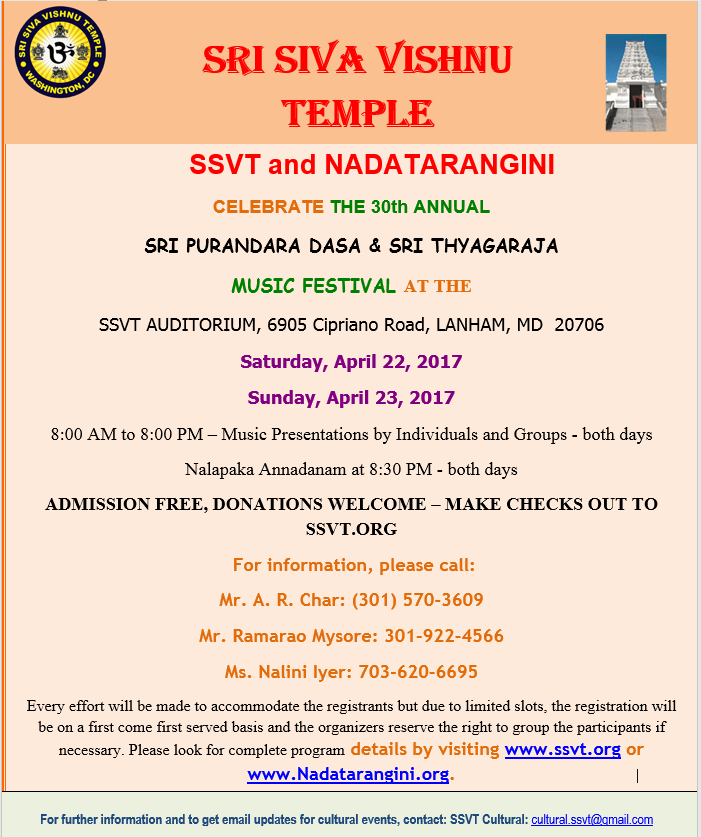 SRI SIVA VISHNU TEMPLE
WASHINGTON, DC
SRI SIVA VISHNU
TEMPLE
SSVT and NADATARANGINI
CELEBRATE THE 30th ANNUAL
SRI PURANDARA DASA & SRI THYAGARAJA
MUSIC FESTIVAL AT THE
SSVT AUDITORIUM, 6905 Cipriano Road, LANHAM, MD  20706
Saturday, April 22, 2017
Sunday, April 23, 2017
8:00 AM to 8:00 PM – Music Presentations by Individuals and Groups - both days
Nalapaka Annadanam at 8:30 PM - both days
ADMISSION FREE, DONATIONS WELCOME – MAKE CHECKS OUT TO
SSVT.ORG
For information, please call:
Mr. A. R. Char: (301) 570-3609
Mr. Ramarao Mysore: 301-922-4566
Ms. Nalini Iyer: 703-620-6695
Every effort will be made to accommodate the registrants but due to limited slots, the registration will
be on a first come first served basis and the organizers reserve the right to group the participants if
necessary. Please look for complete program details by visiting www.ssvt.org or
www.Nadatarangini.org.
For further information and to get email updates for cultural events, contact: SSVT Cultural: cultural.ssvt@gmail.com